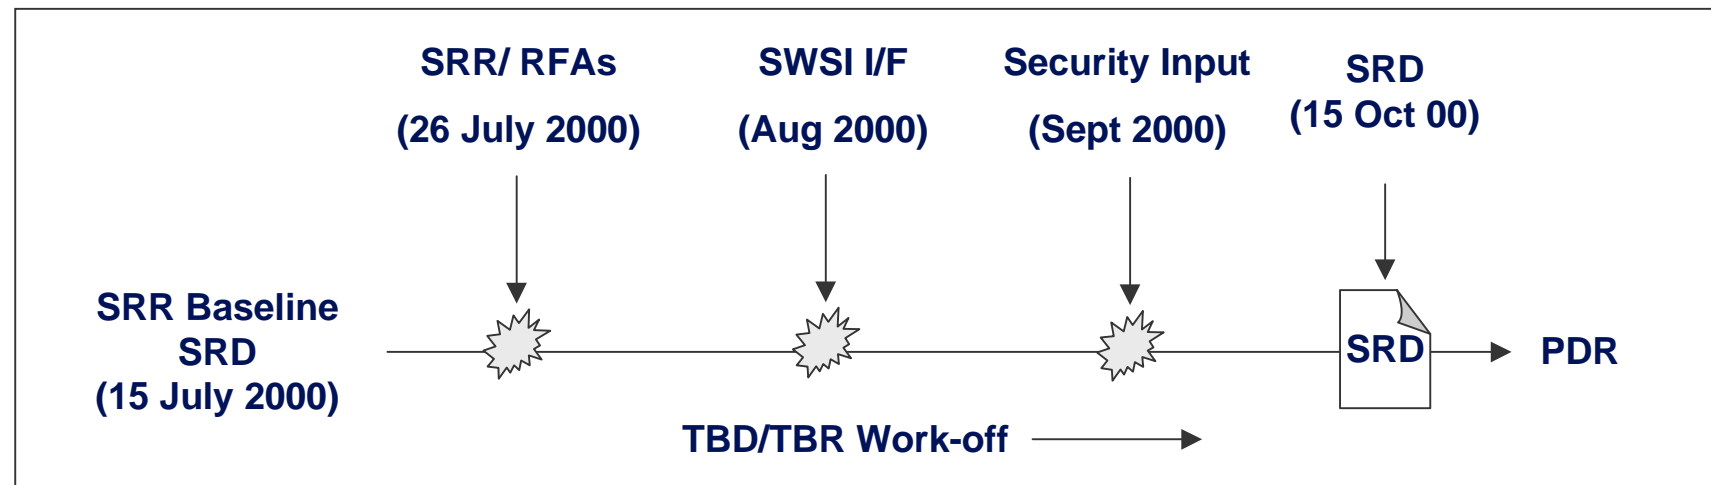 SRR/ RFAs
(26 July 2000)
SWSI I/F
(Aug 2000)
Security Input
(Sept 2000)
SRD
(15 Oct 00)
SRR Baseline
SRD
(15 July 2000)
SRD
PDR
TBD/TBR Work-off